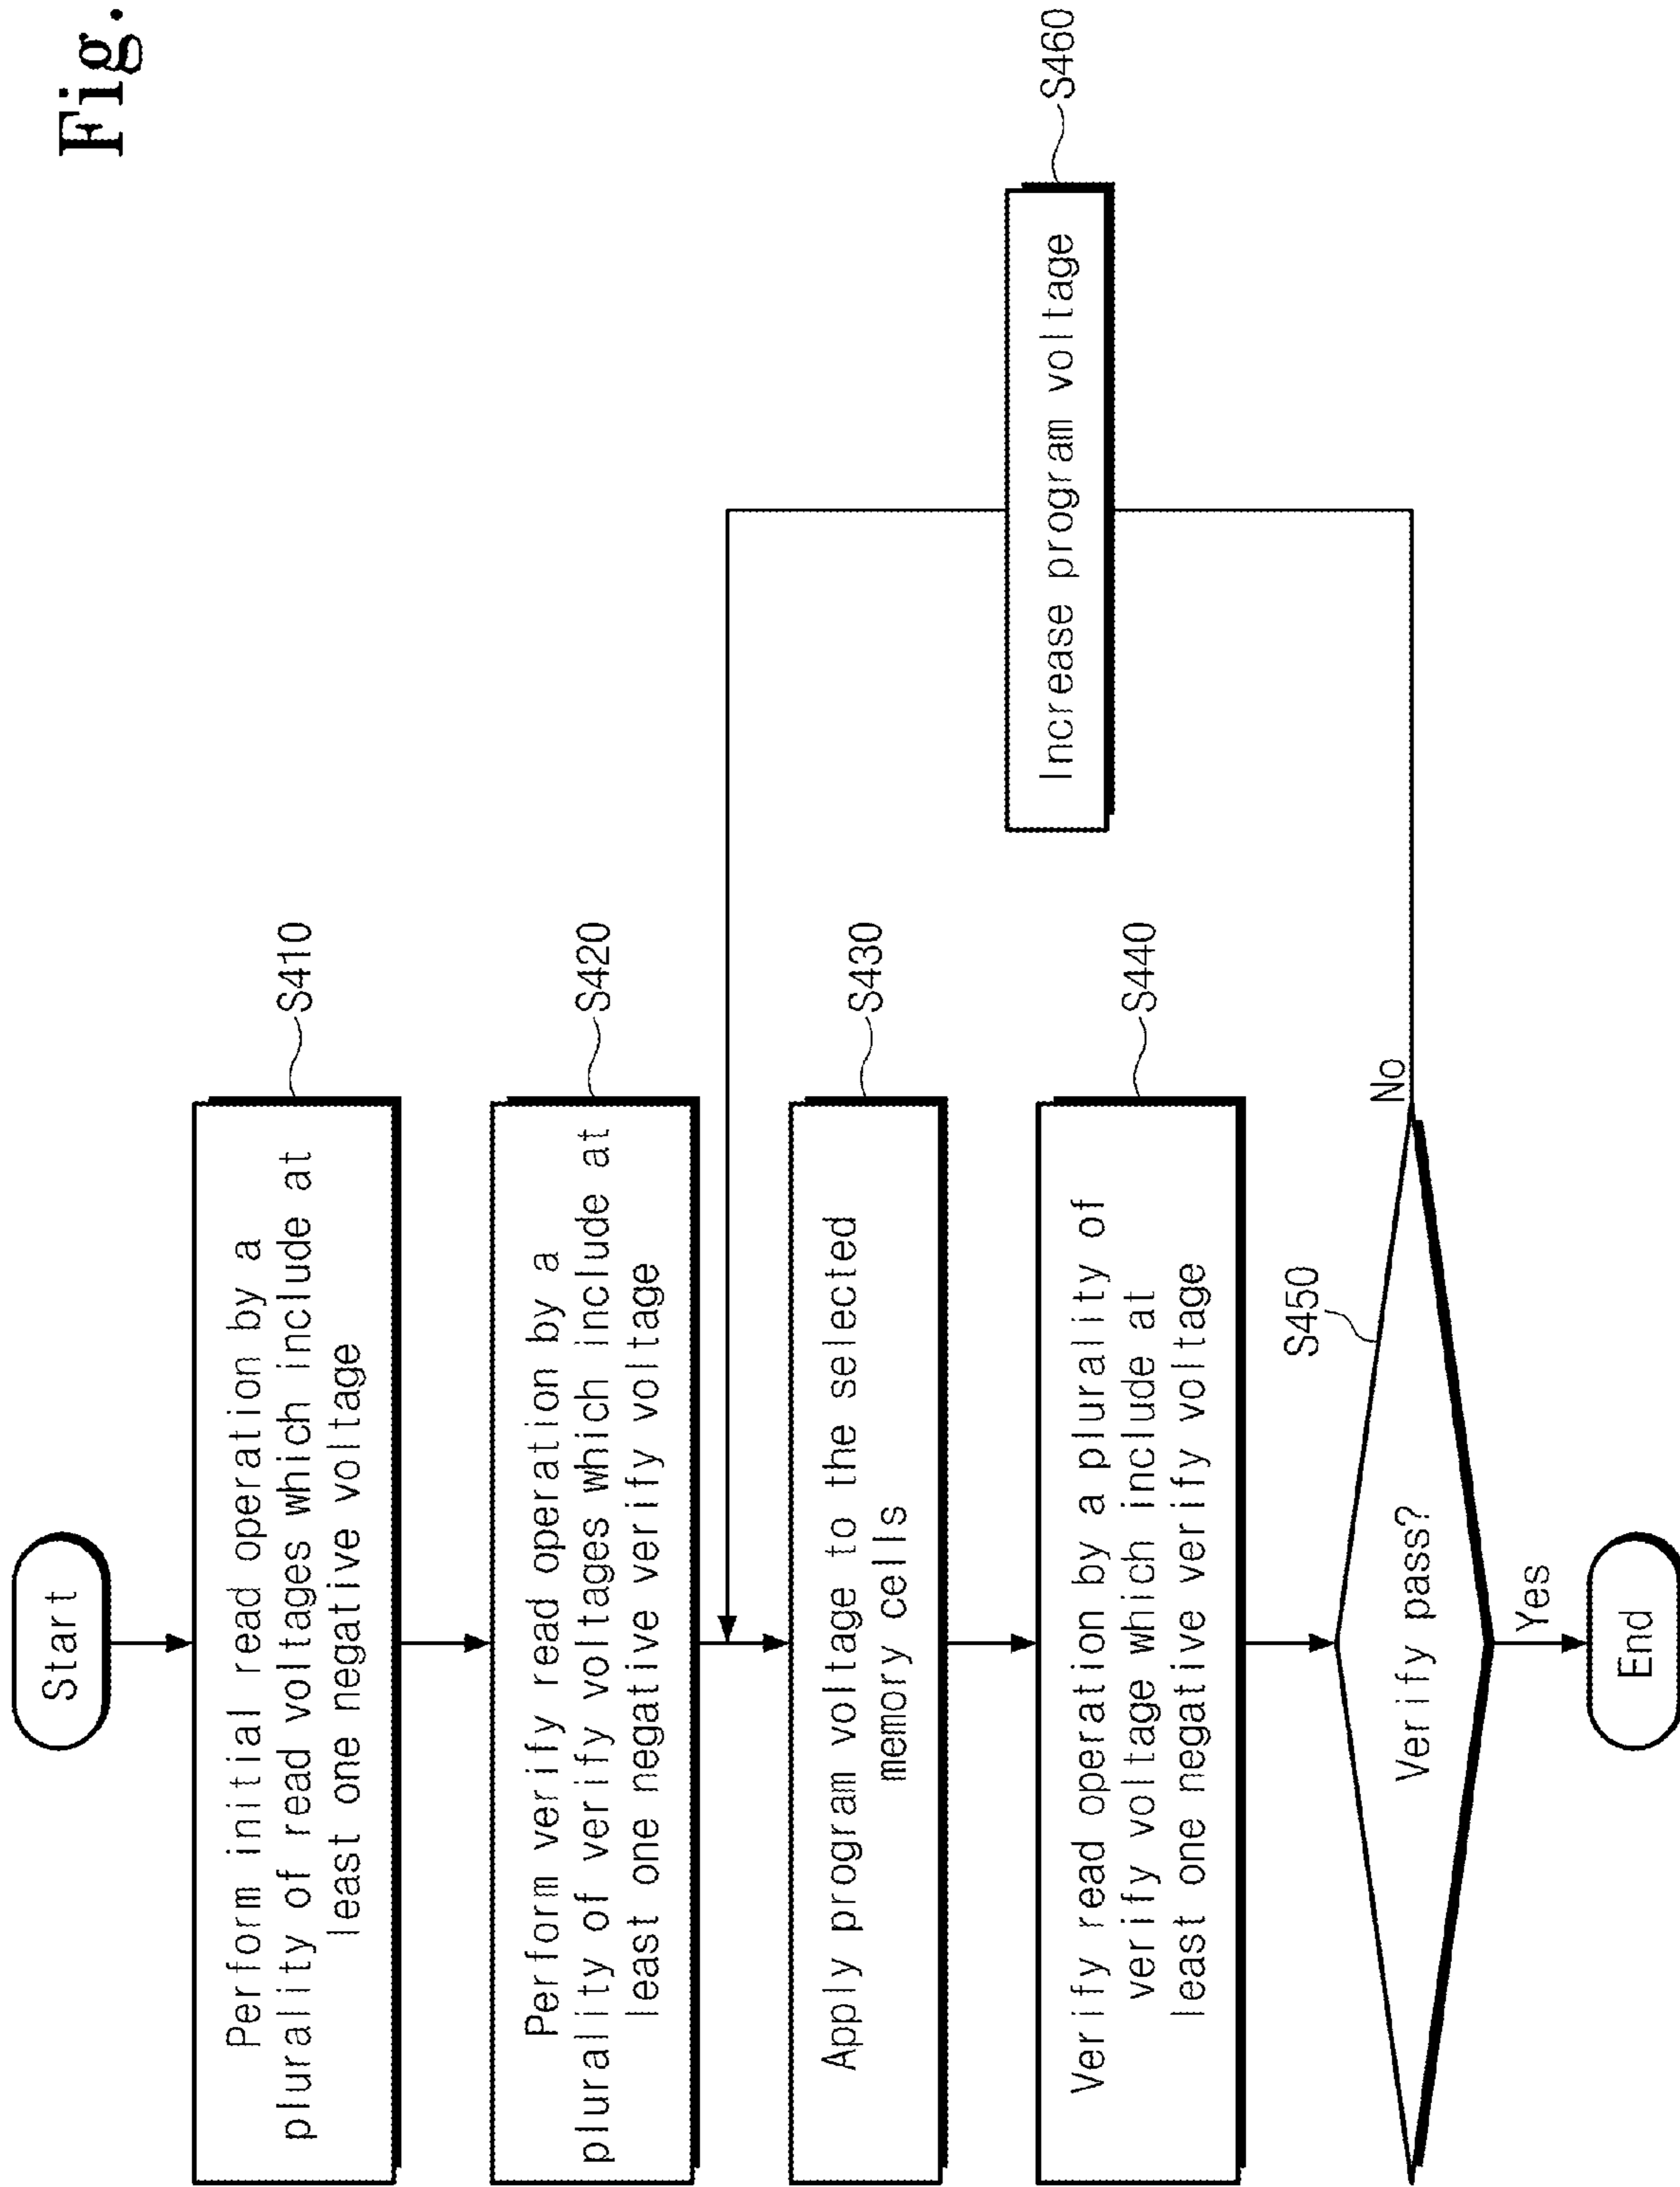 Fig.
Start
Perform initial read operation by a
plurality of read voltages which include at
least one negative voltage
S410
Perform verify read operation by a
plurality of verify voltages which include at
least one negative verify voltage
S420
Apply program voltage to the selected
memory cells
S430
Verify read operation by a plurality of
verify voltage which include at
least one negative verify voltage
S440
S450
Verify pass?
No
Increase program voltage
S460
Yes
End